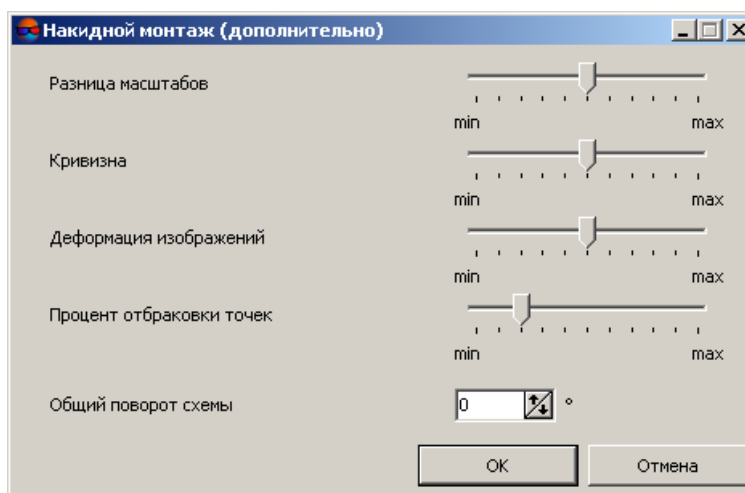 Накидной монтаж (дополнительно)
Разница масштабов
min max
Кривизна
min max
Деформация изображений
min max
Процент отбраковки точек
min max
Общий поворот схемы 0 °
OK Отмена